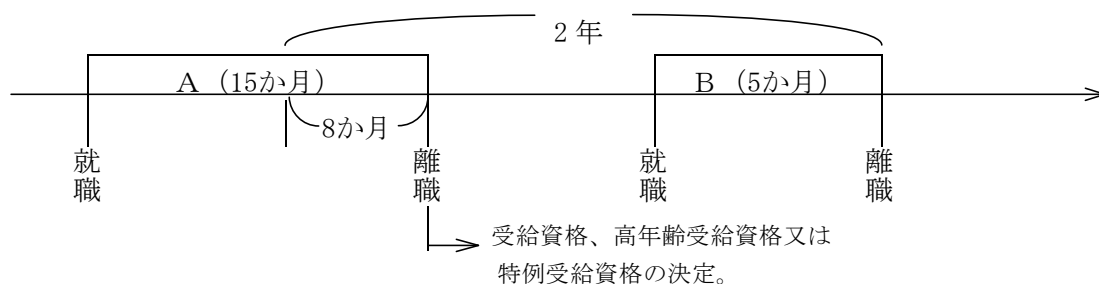 2年
A（15か月）
B（5か月）
8か月
就職
離職
就職
離職
受給資格、高年齢受給資格又は
特例受給資格の決定。